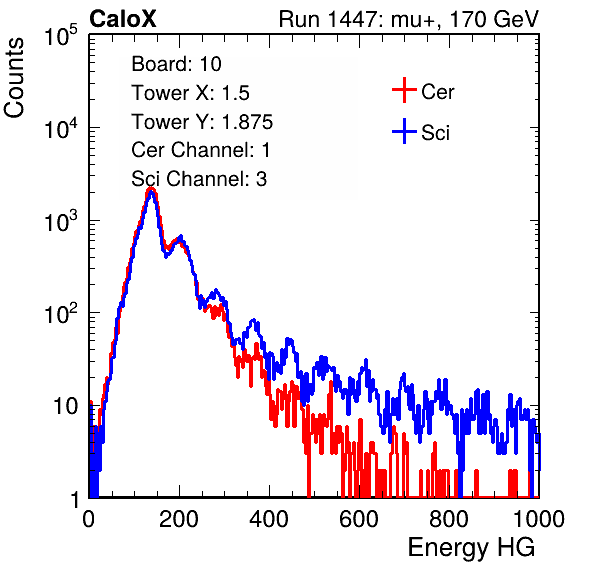 CaloX Run 1447: mu+, 170 GeV
Counts
Board: 10
Tower X: 1.5
Tower Y: 1.875
Cer Channel: 1
Sci Channel: 3
Cer
Sci
10^5
10^4
10^3
10^2
10
1
0 200 400 600 800 1000
Energy HG